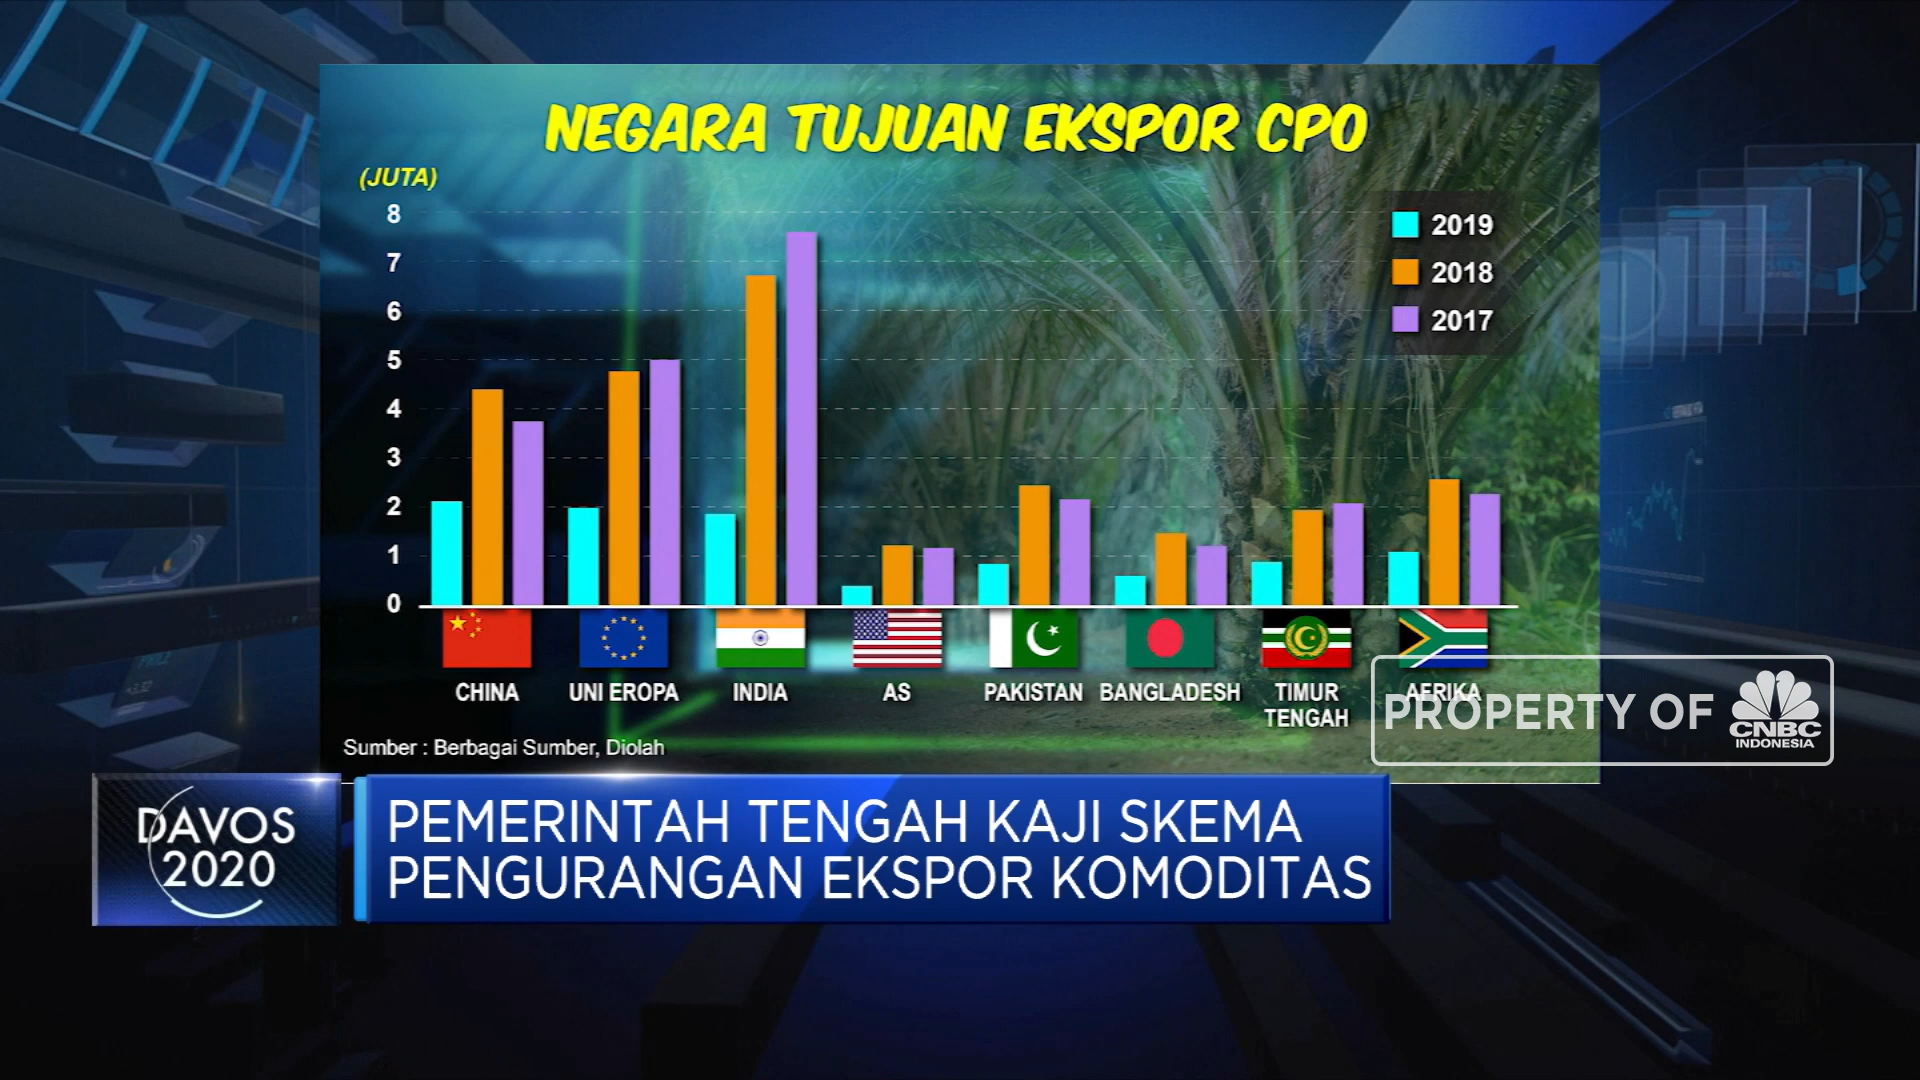 NEGARA TUJUAN EKSPOR CPO
(JUTA)
8
7
6
5
4
3
2
1
0
2019
2018
2017
CHINA
UNI EROPA
INDIA
AS
PAKISTAN
BANGLADESH
TIMUR
TENGAH
AFRIKA
PROPERTY OF
CNBC
INDONESIA
Sumber : Berbagai Sumber, Diolah
DAVOS
2020
PEMERINTAH TENGAH KAJI SKEMA
PENGURANGAN EKSPOR KOMODITAS